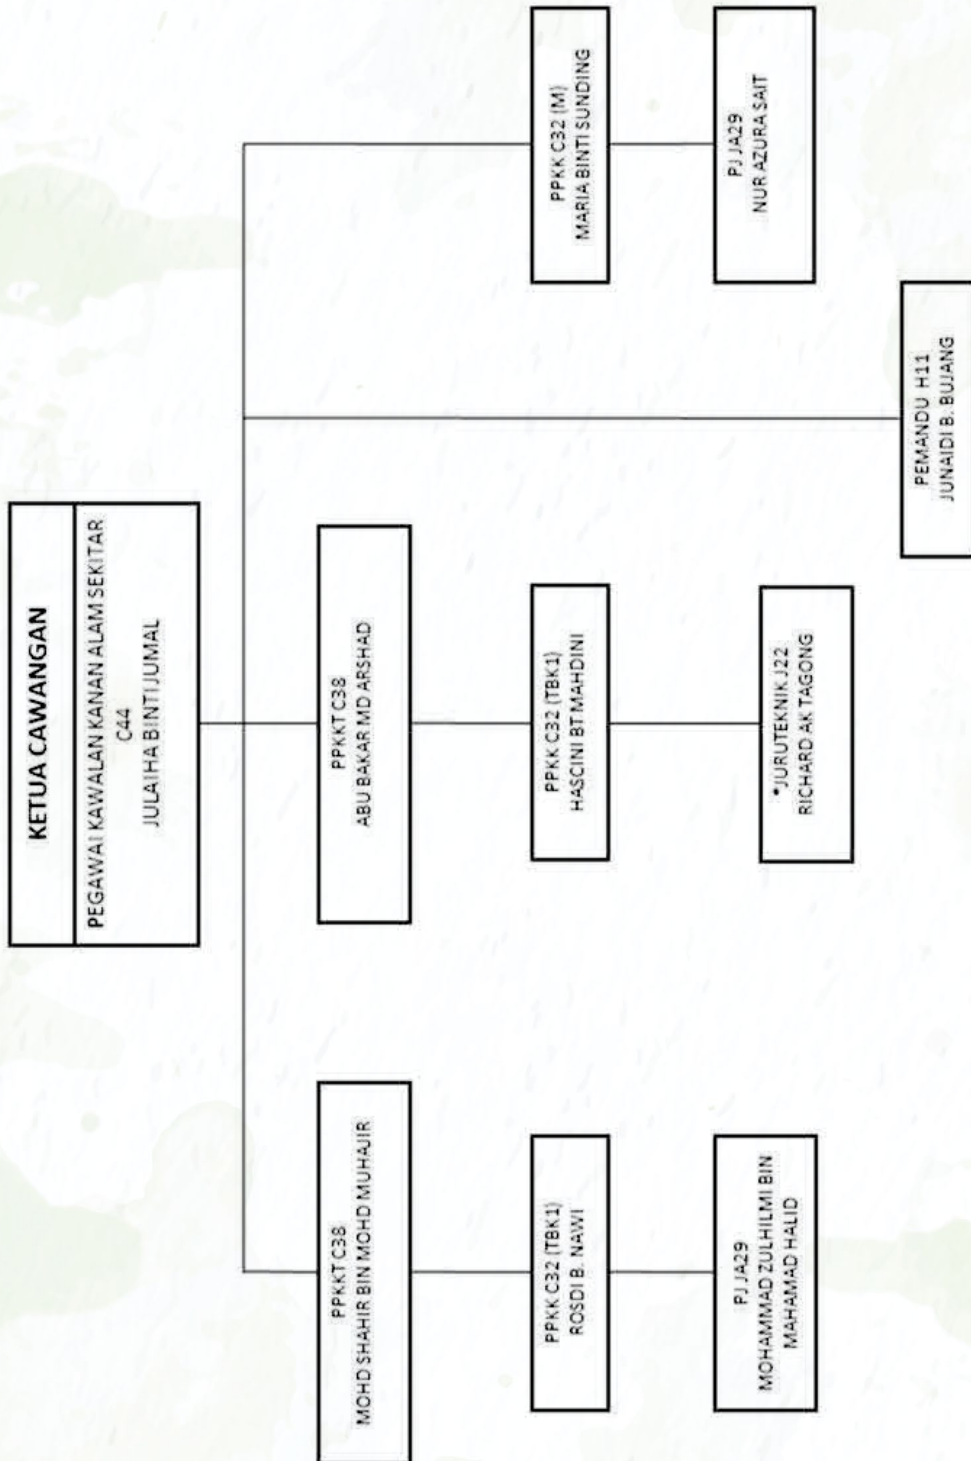 KETUA CAWANGAN
PEGAWAI KAWALAN KANAN ALAM SEKITAR
C44
JULAIHA BINTI JUMAL
PPKKT C38
MOHD SHAHIR BIN MOHD MUHAJIR
PPKKT C38
ABU BAKAR MD ARSHAD
PPKK C32 (TBK1)
ROSDI B. NAWI
PPKK C32 (TBK1)
HASCINI BT MAHDINI
PPKK C32 (M)
MARIA BINTI SUNDING
PJ JA29
MOHAMMAD ZULHILMI BIN
MAHAMAD HALID
*JURUTEKNIK J22
RICHARD AK TAGONG
PJ JA29
NUR AZURA SAIT
PEMANDU H11
JUNAIDI B. BUJANG